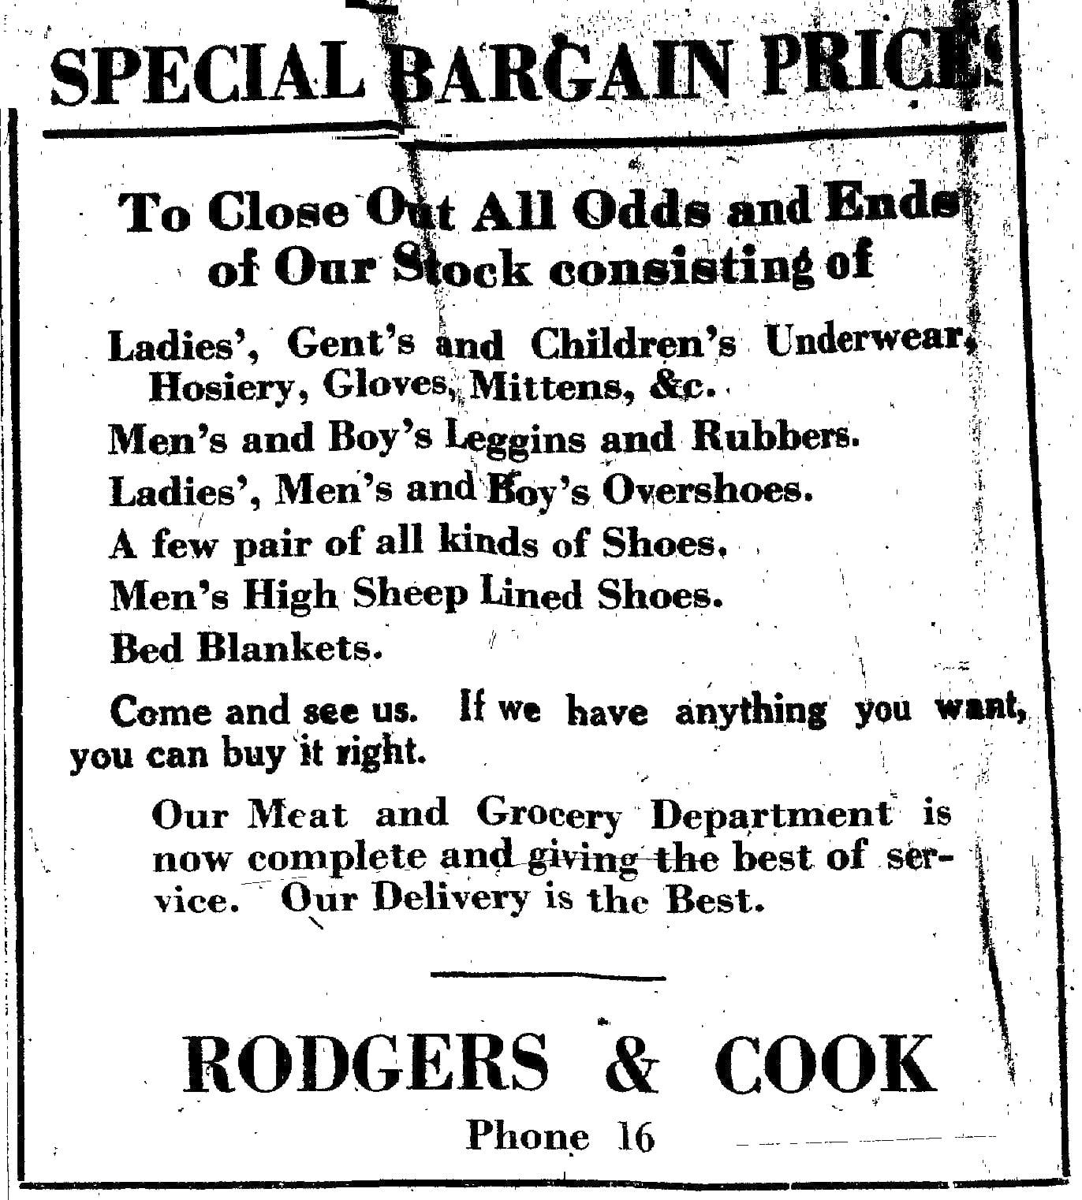 SPECIAL BARGAIN PRICES
To Close Out All Odds and Ends
of Our Stock consisting of
Ladies', Gent's and Children's Underwear,
Hosiery, Gloves, Mittens, &c.
Men's and Boy's Leggins and Rubbers.
Ladies', Men's and Boy's Overshoes.
A few pair of all kinds of Shoes.
Men's High Sheep Lined Shoes.
Bed Blankets.
Come and see us. If we have anything you want,
you can buy it right.
Our Meat and Grocery Department is
now complete and giving the best of ser-
vice. Our Delivery is the Best.
RODGERS & COOK
Phone 16